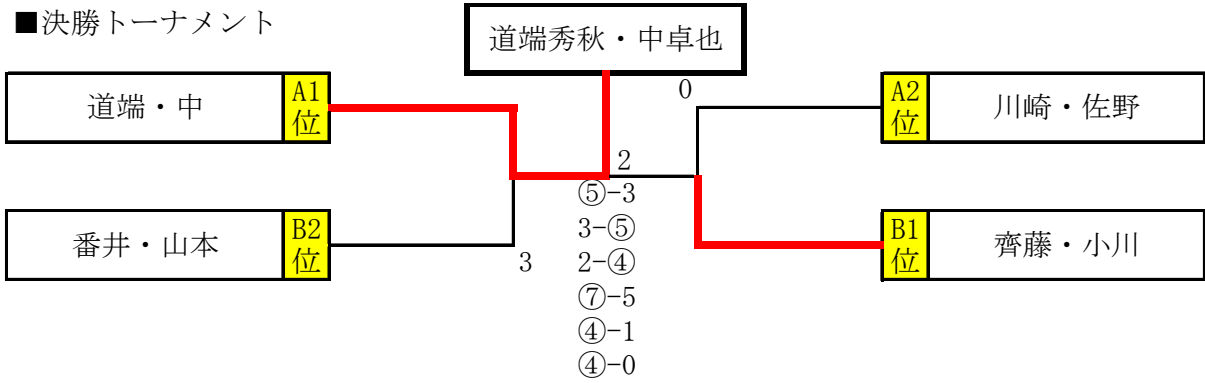 ■決勝トーナメント
道端秀秋・中卓也
道端・中
A1位
0
A2位
川崎・佐野
2
⑤-3
3-⑤
2-④
⑦-5
④-1
④-0
番井・山本
B2位
3
B1位
齊藤・小川